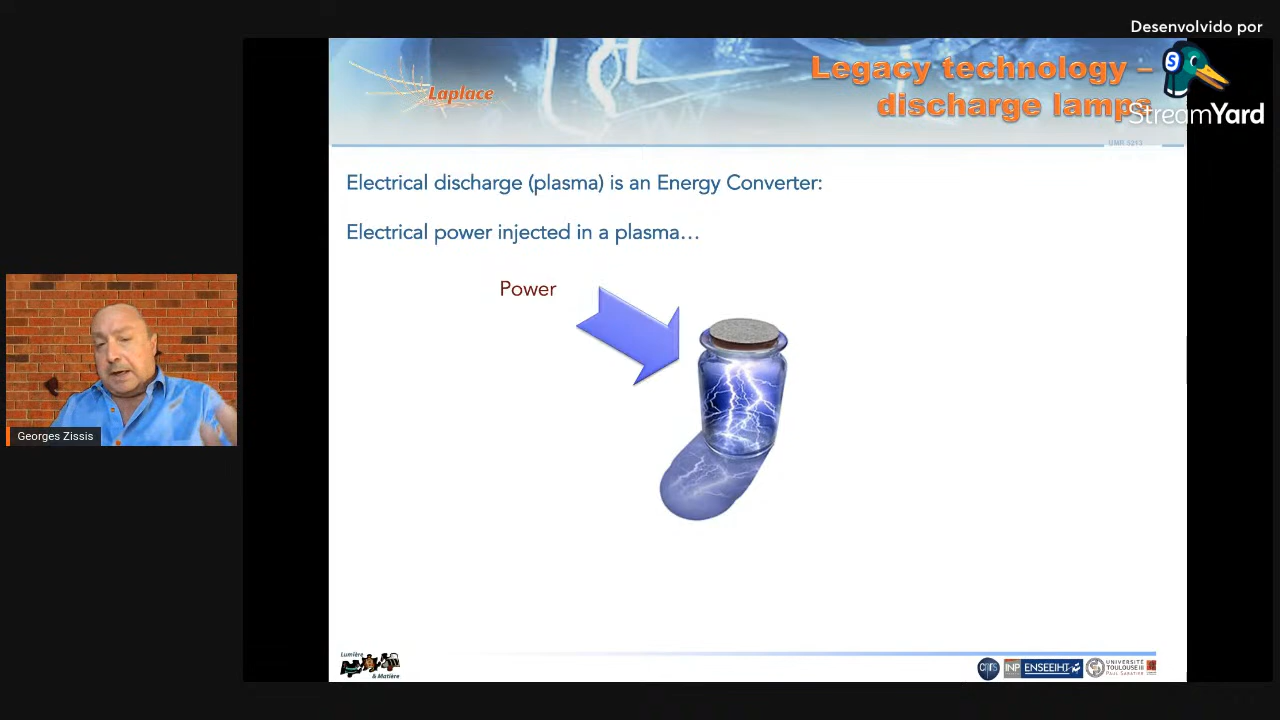 Desenvolvido por
StreamYard
Laplace
Legacy technology –
discharge lamps
UMR 5213
Electrical discharge (plasma) is an Energy Converter:
Electrical power injected in a plasma…
Power
Georges Zissis
Lumière
& Matière
cnrs
INP
ENSEEIHT
UNIVERSITÉ
TOULOUSE III
PAUL SABATIER